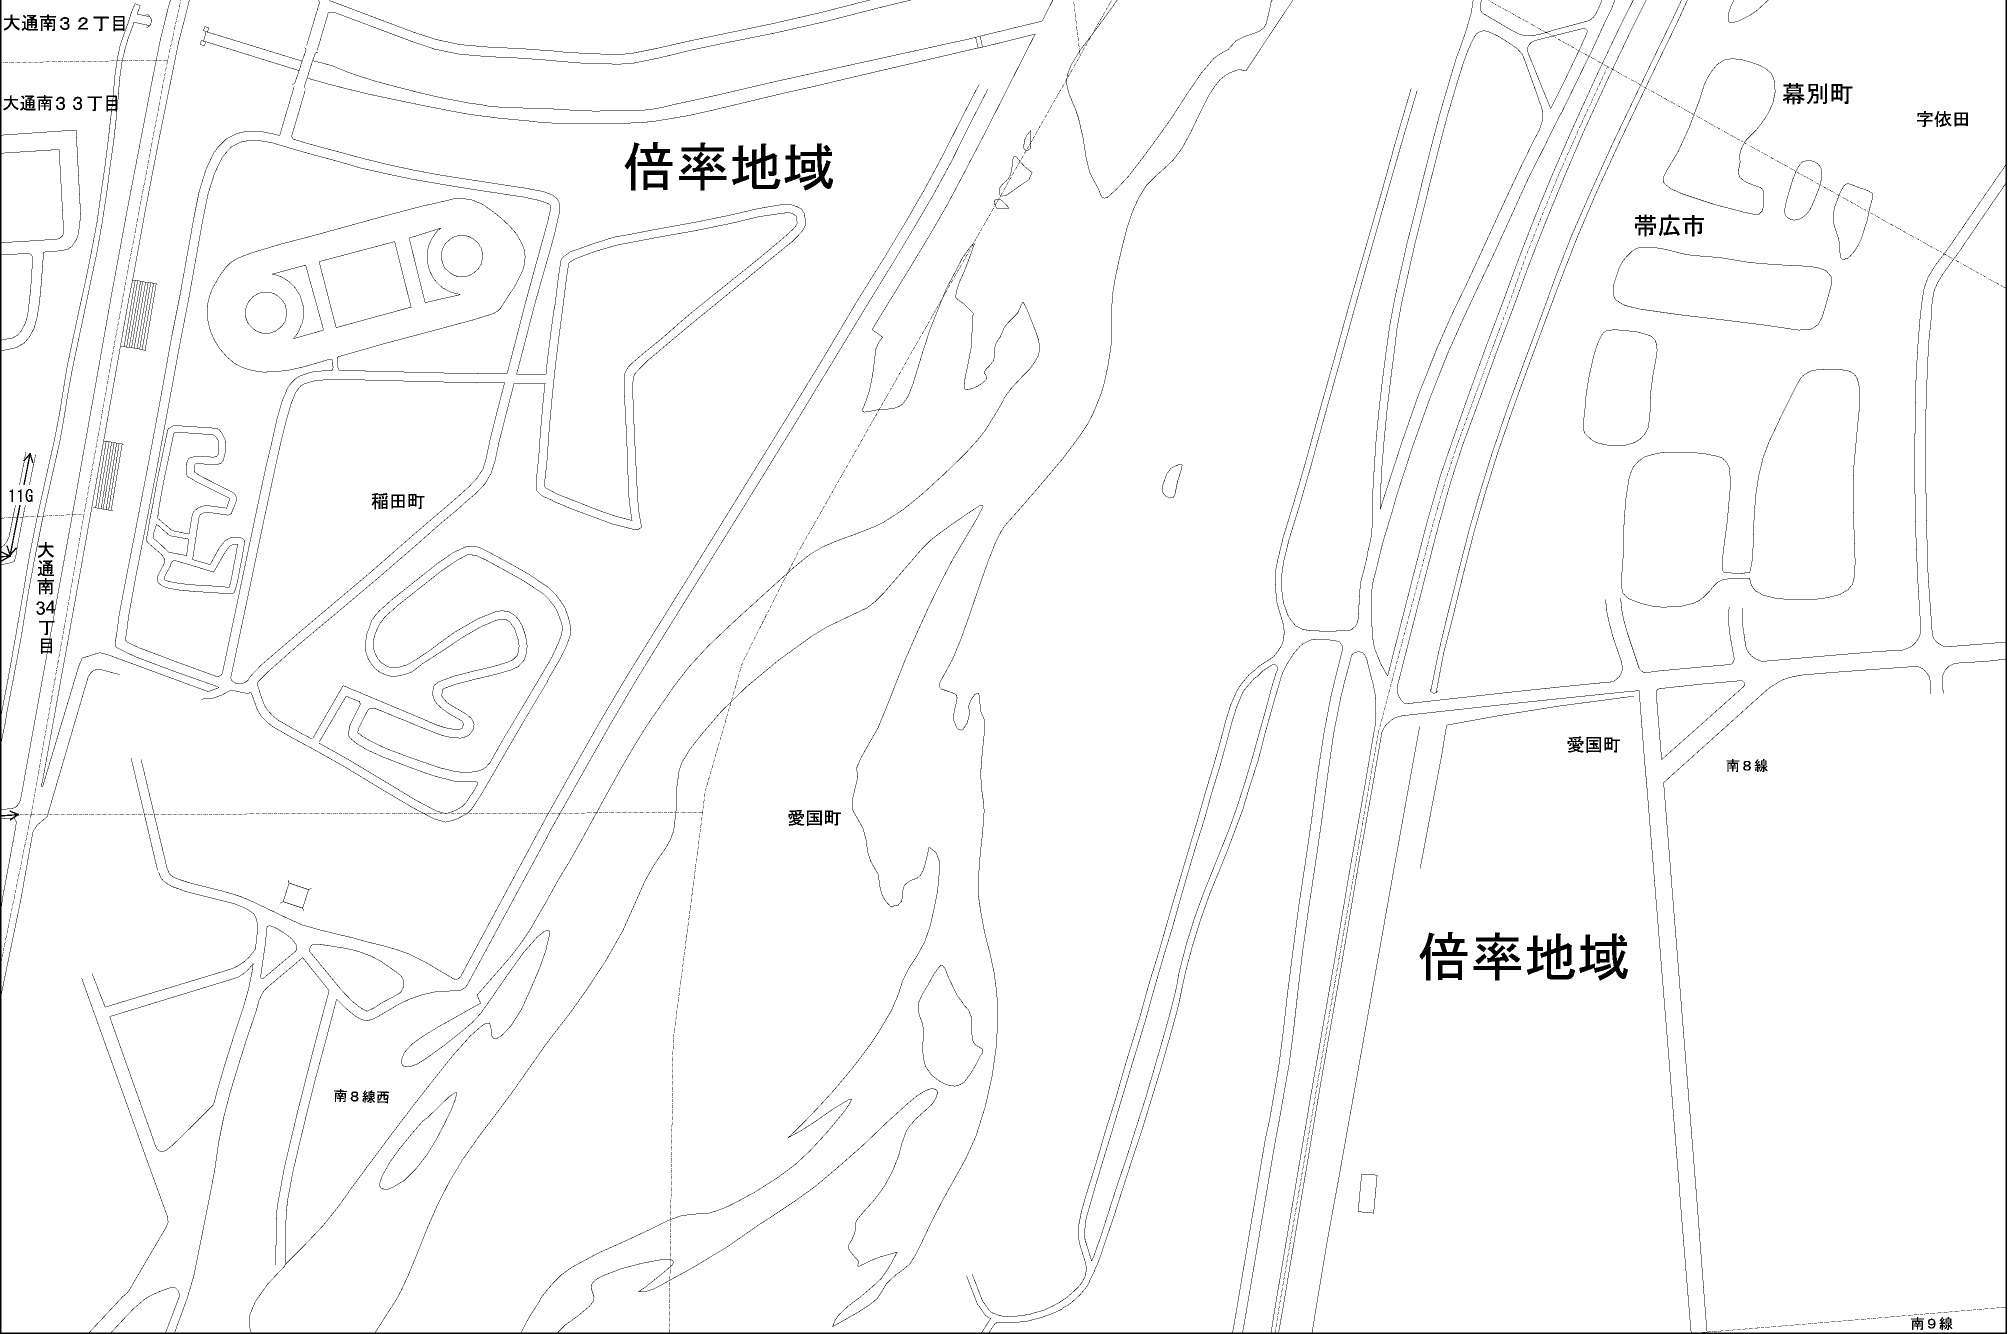 大通南３２丁目
大通南３３丁目
幕別町
字依田
倍率地域
帯広市
11G
稲田町
大通南34丁目
愛国町
南８線
愛国町
倍率地域
南８線西
南９線